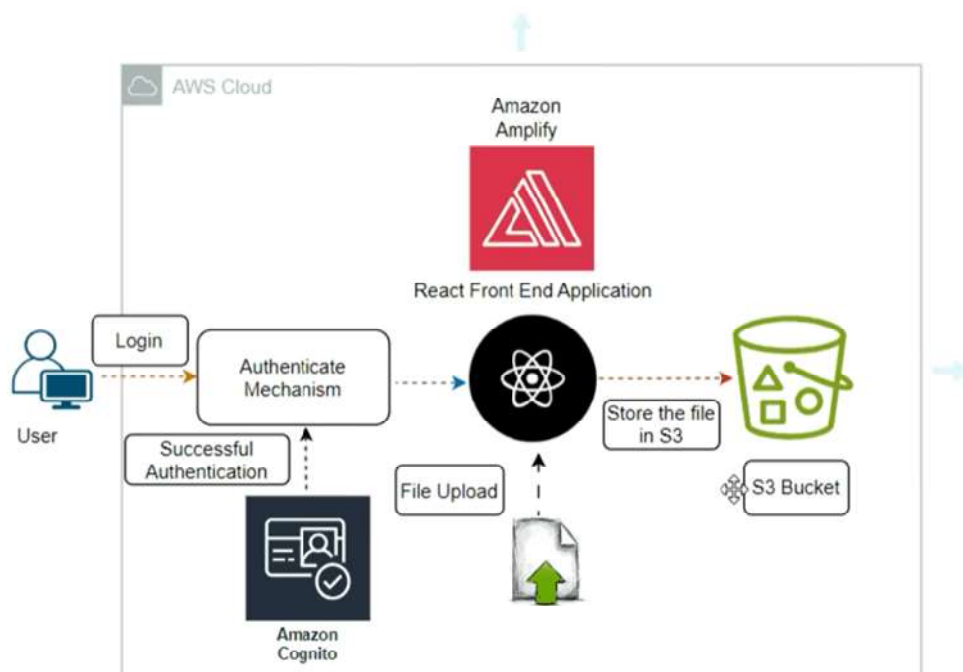 AWS Cloud
Amazon
Amplify
React Front End Application
Login
Authenticate
Mechanism
User
Successful
Authentication
File Upload
Store the file
in S3
S3 Bucket
Amazon
Cognito